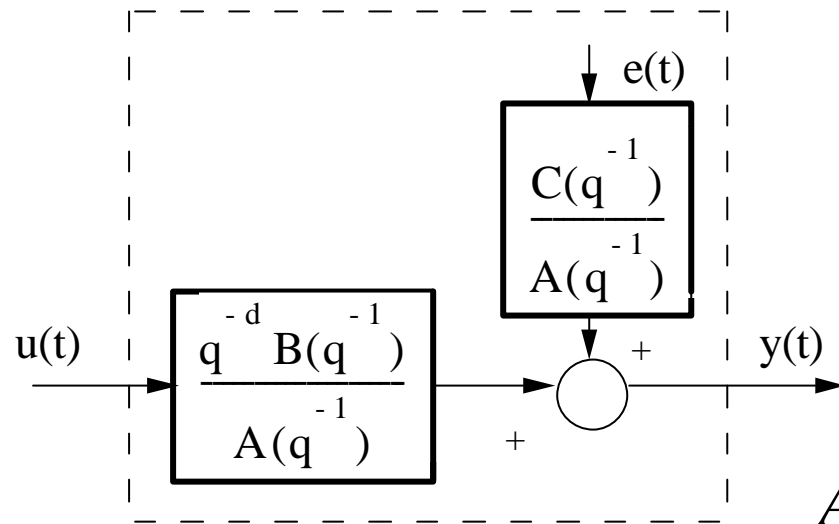 e(t)
C(q^{-1})
A(q^{-1})
+
u(t)
q^{-d} B(q^{-1})
A(q^{-1})
y(t)
+